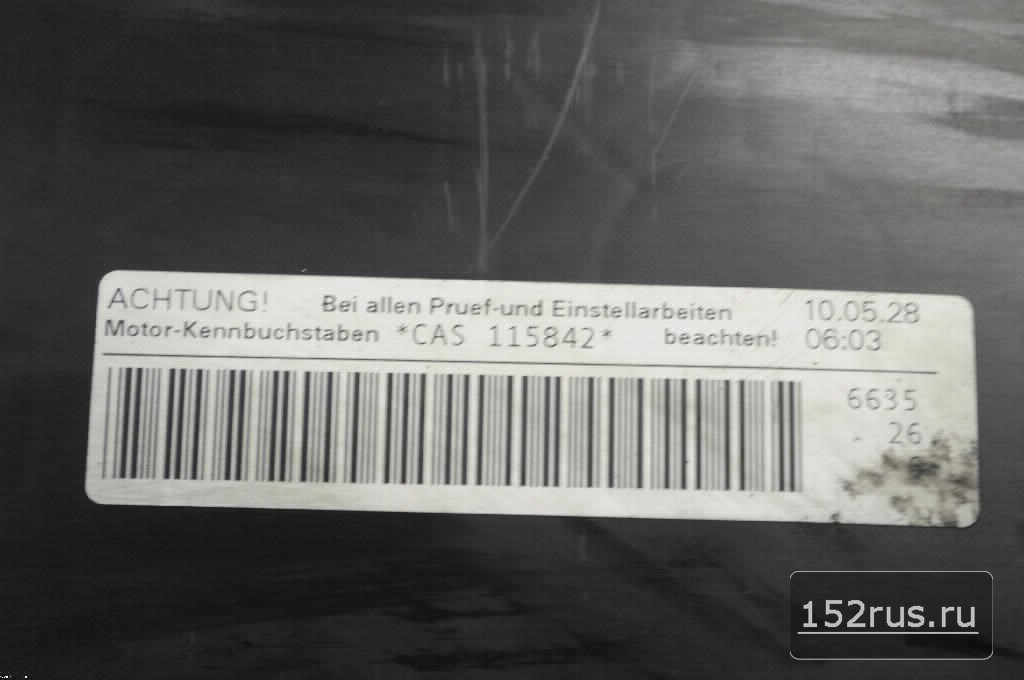 ACHTUNG! Bei allen Pruef-und Einstellarbeiten 10.05.28
Motor-Kennbuchstaben *CAS 115842* beachten! 06:03
6635
26
152rus.ru